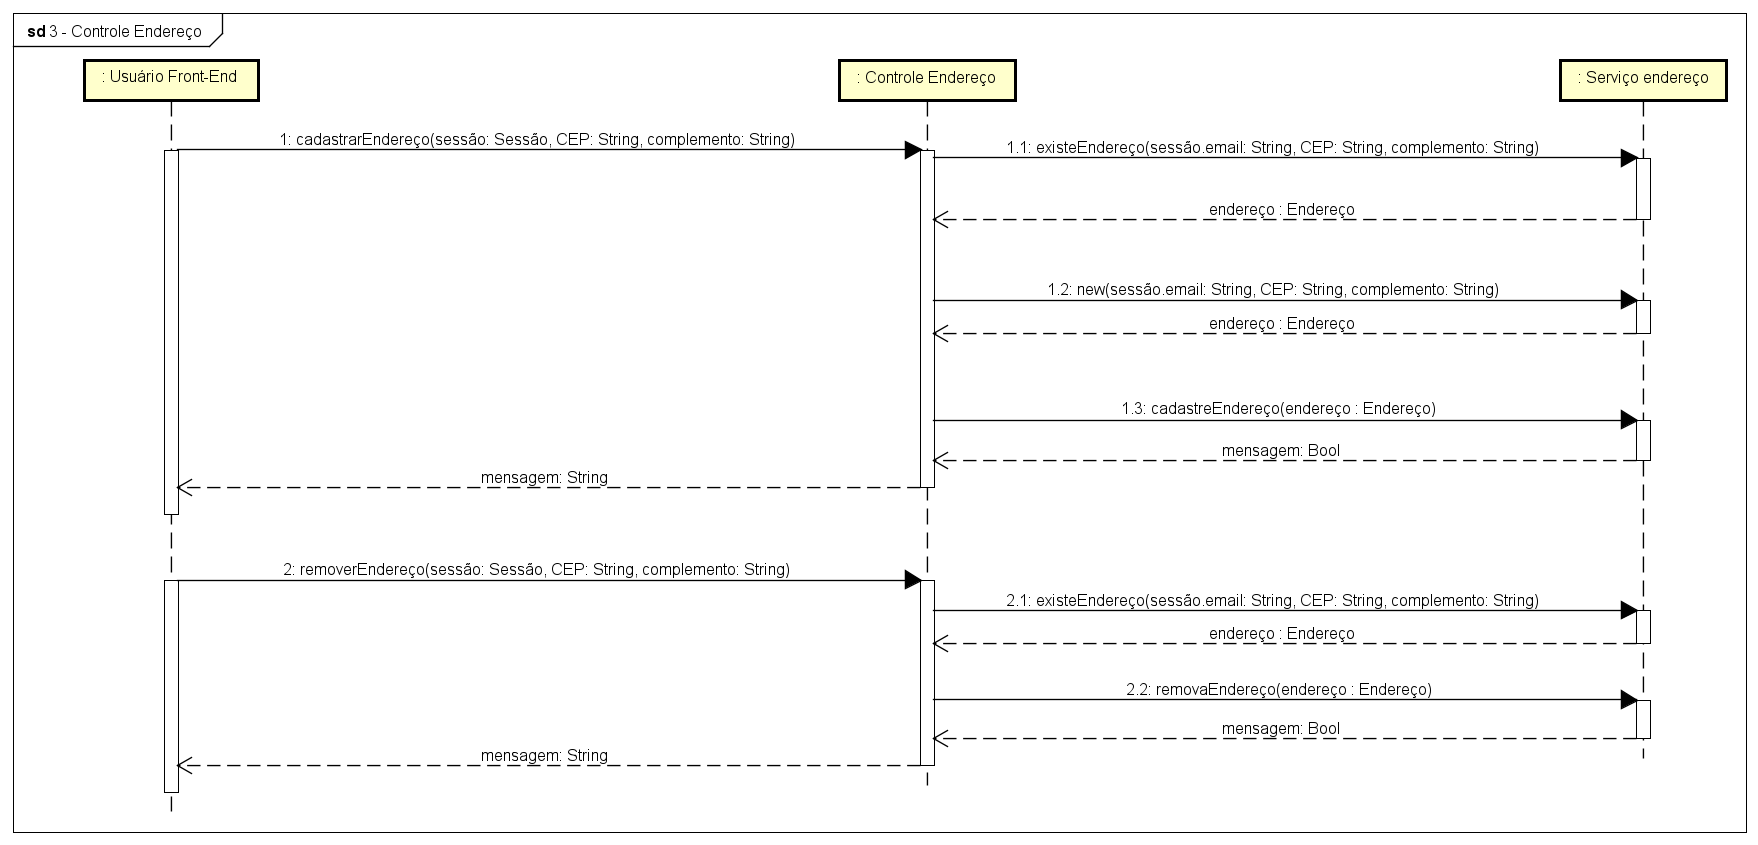 sd 3 - Controle Endereço
: Usuário Front-End
: Controle Endereço
: Serviço endereço
1: cadastrarEndereço(sessão: Sessão, CEP: String, complemento: String)
1.1: existeEndereço(sessão.email: String, CEP: String, complemento: String)
endereço : Endereço
1.2: new(sessão.email: String, CEP: String, complemento: String)
endereço : Endereço
1.3: cadastreEndereço(endereço : Endereço)
mensagem: Bool
mensagem: String
2: removerEndereço(sessão: Sessão, CEP: String, complemento: String)
2.1: existeEndereço(sessão.email: String, CEP: String, complemento: String)
endereço : Endereço
2.2: removaEndereço(endereço : Endereço)
mensagem: Bool
mensagem: String